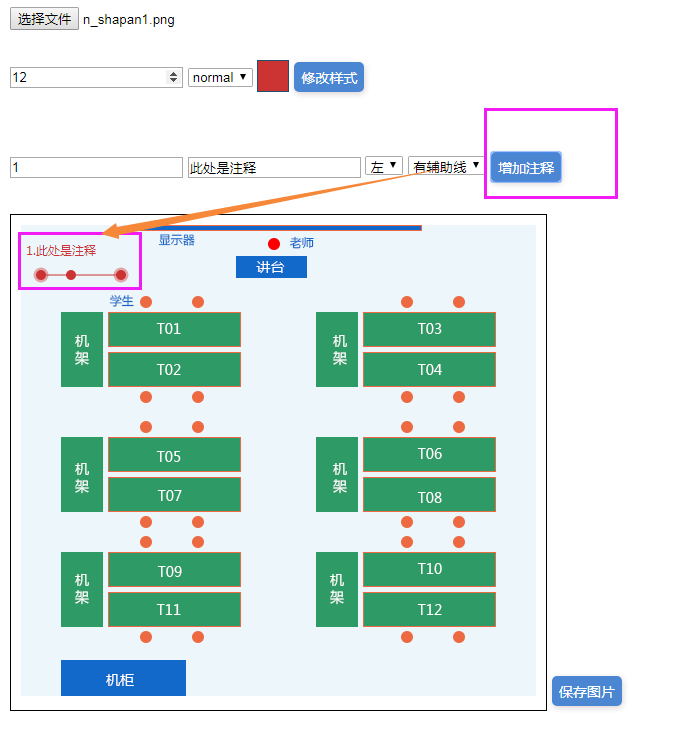 选择文件 n_shapan1.png
12 normal 修改样式
1 此处是注释 左 有辅助线 增加注释
显示器 老师
1.此处是注释
讲台
学生
机架 T01 机架 T03
T02 T04
机架 T05 机架 T06
T07 T08
机架 T09 机架 T10
T11 T12
机柜 保存图片